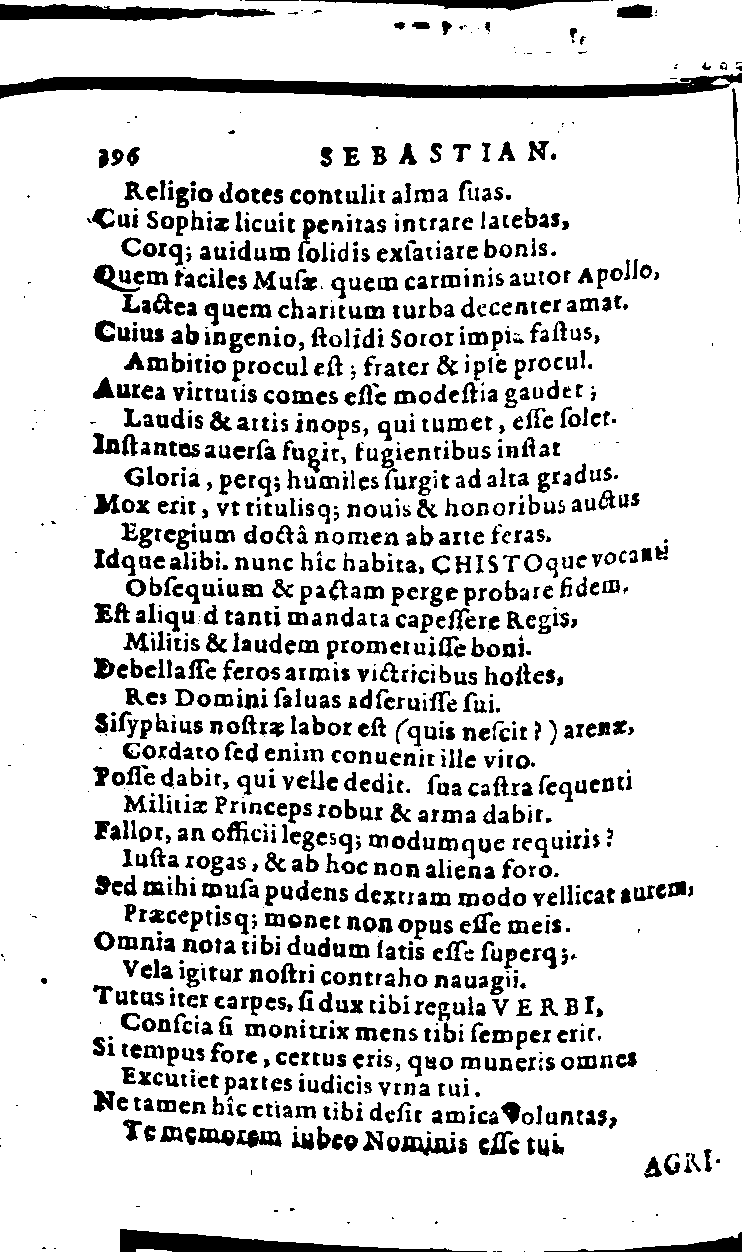 396 SEBASTIAN.
Religio dotes contulit alma ſuas.
Cui Sophiæ licuit penitas intrare latebas,
Corq; auidum ſolidis exſatiare bonis.
Quem faciles Muſæ quem carminis autor Apollo,
Lactea quem charitum turba decenter amat.
Cuius ab ingenio, ſtolidi Soror impia faſtus,
Ambitio procul eſt; frater & ipſe procul.
Aurea virtutis comes eſſe modeſtia gaudet;
Laudis & artis inops, qui tumet, eſſe ſolet.
Inſtantes auerſa fugit, fugientibus inſtat
Gloria, perq; humiles ſurgit ad alta gradus.
Mox erit, vt titulisq; nouis & honoribus auctus
Egregium doctâ nomen ab arte feras.
Idque alibi. nunc hîc habita, CHISTOque vocanti
Obſequium & pactam perge probare fidem.
Eſt aliquid tanti mandata capeſſere Regis,
Militis & laudem promeruiſſe boni.
Debellaſſe feros armis victricibus hoſtes,
Res Domini ſaluas adſeruiſſe ſui.
Siſyphius noſtræ labor eſt (quis neſcit?) arenæ,
Cordato ſed enim conuenit ille viro.
Poſſe dabit, qui velle dedit. ſua caſtra ſequenti
Militiæ Princeps robur & arma dabit.
Fallor, an officii legesq; modumque requiris?
Iuſta rogas, & ab hoc non aliena foro.
Sed mihi muſa pudens dextram modo vellicat aurem,
Præceptisq; monet non opus eſſe meis.
Omnia nota tibi dudum ſatis eſſe ſuperq;.
Vela igitur noſtri contraho nauagii.
Tutus iter carpes, ſi dux tibi regula VERBI,
Conſcia ſi monitrix mens tibi ſemper erit.
Si tempus fore, certus eris, quo muneris omnes
Excutiet partes iudicis vrna tui.
Ne tamen hîc etiam tibi deſit amica Voluntas,
Te memorem iubeo Nominis eſſe tui.
AGRI-